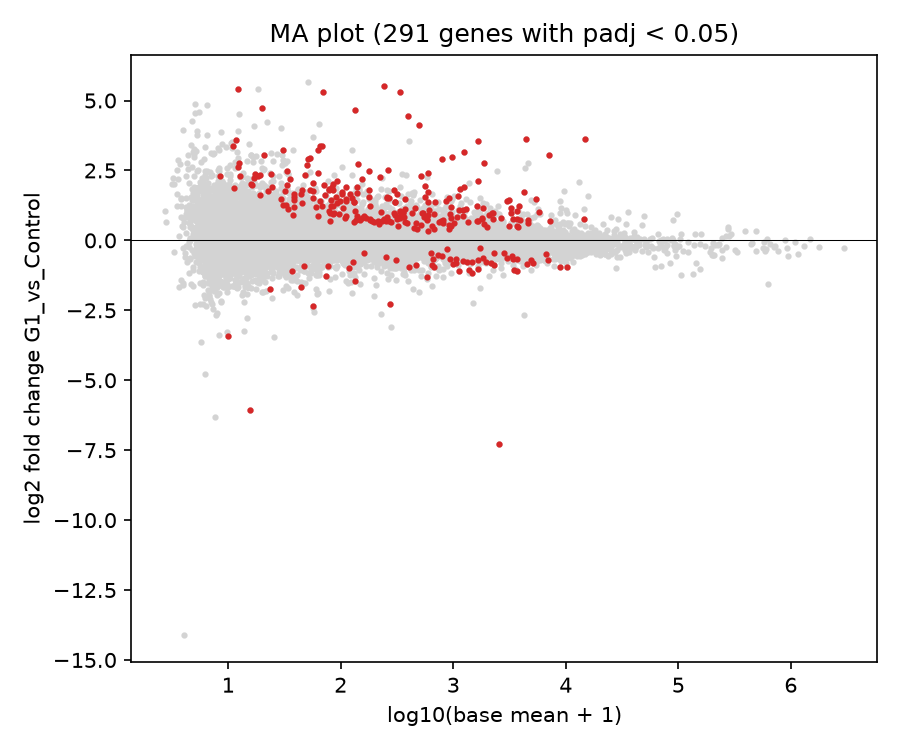 MA plot (291 genes with padj < 0.05)
log2 fold change G1_vs_Control
5.0
2.5
0.0
−2.5
−5.0
−7.5
−10.0
−12.5
−15.0
1 2 3 4 5 6
log10(base mean + 1)